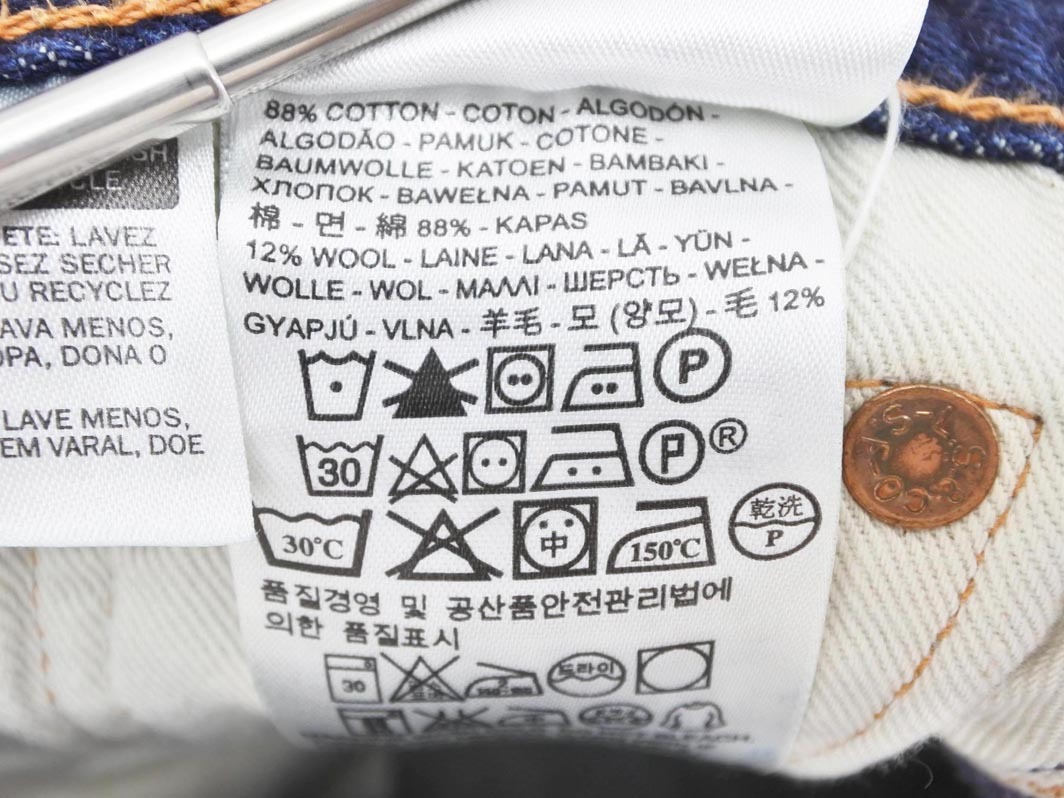 CLE
ETE: LAVEZ
SEZ SECHER
U RECYCLEZ
AVA MENOS,
OPA, DONA O
LAVE MENOS,
EM VARAL, DOE
88% COTTON - COTON - ALGODÓN -
ALGODÃO - PAMUK - COTONE -
BAUMWOLLE - KATOEN - BAMBAKI -
ХЛОПОК - BAWEŁNA - PAMUT - BAVLNA -
棉 - 면 - 綿 88% - KAPAS
12% WOOL - LAINE - LANA - LÃ - YÜN -
WOLLE - WOL - ΜΑΛΛΙ - ШЕРСТЬ - WEŁNA -
GYAPJÚ - VLNA - 羊毛 - 모 (양모) - 毛 12%
P
30 P ®
30°C 中 150°C 乾洗 P
품질경영 및 공산품안전관리법에
의한 품질표시
30 드라이